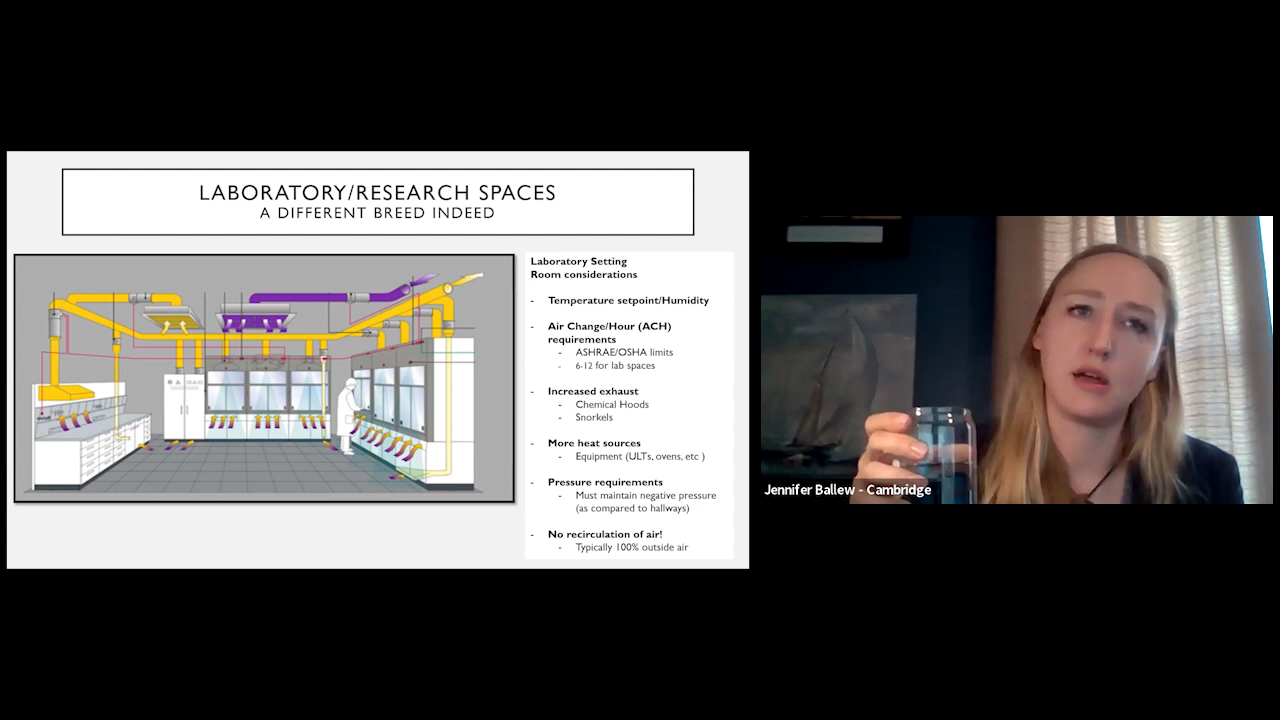 LABORATORY/RESEARCH SPACES
A DIFFERENT BREED INDEED
Laboratory Setting
Room considerations
- Temperature setpoint/Humidity
- Air Change/Hour (ACH)
requirements
- ASHRAE/OSHA limits
- 6-12 for lab spaces
- Increased exhaust
- Chemical Hoods
- Snorkels
- More heat sources
- Equipment (ULTs, ovens, etc )
- Pressure requirements
- Must maintain negative pressure
(as compared to hallways)
- No recirculation of air!
- Typically 100% outside air
Jennifer Ballew - Cambridge